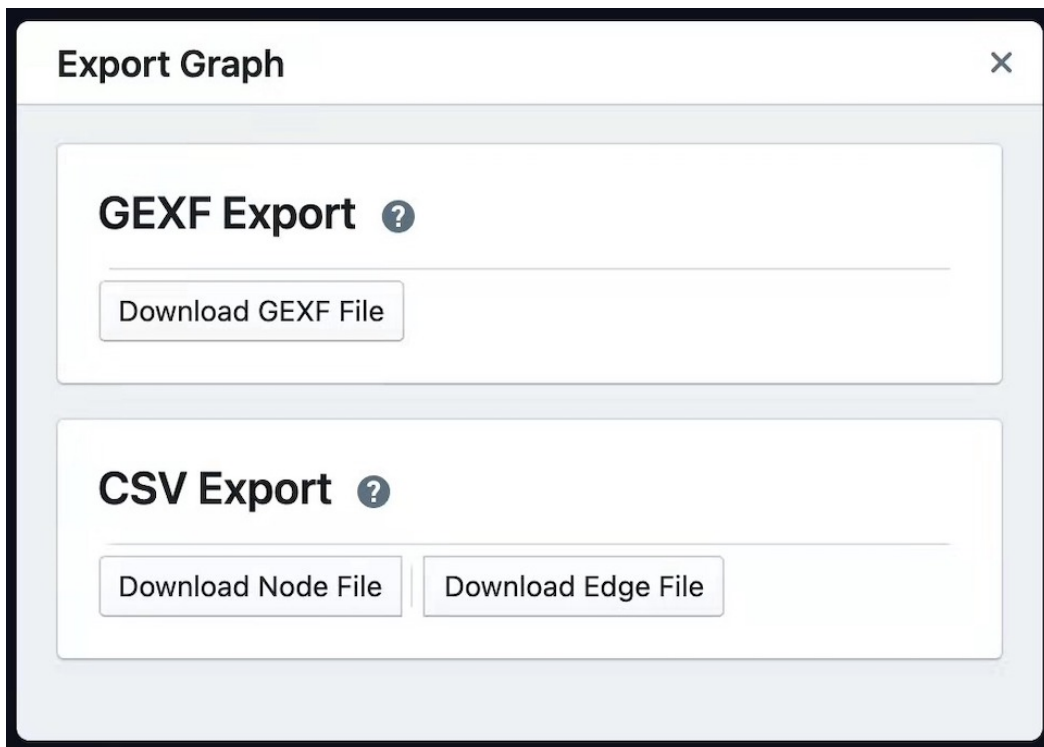 Export Graph
GEXF Export
Download GEXF File
CSV Export
Download Node File
Download Edge File